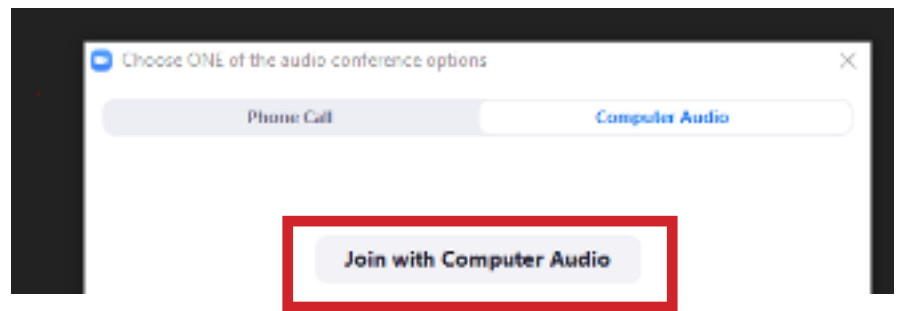 Choose ONE of the audio conference options
Phone Call
Computer Audio
Join with Computer Audio